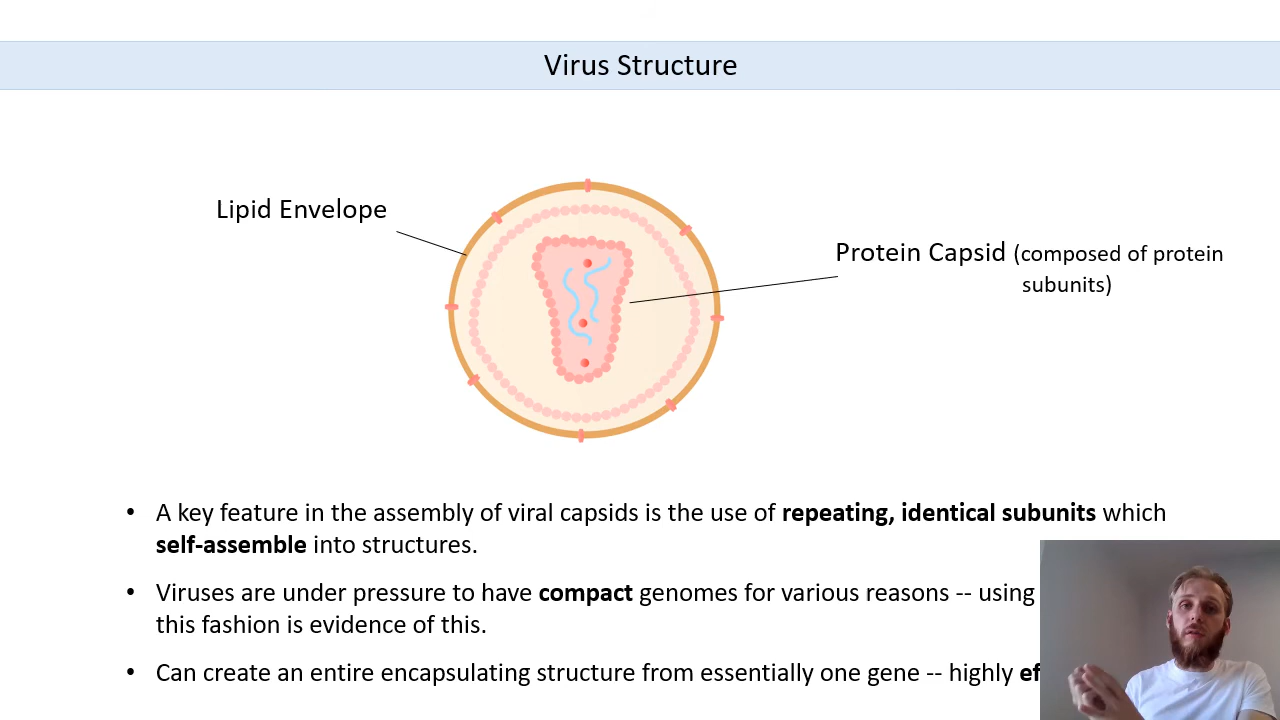 Virus Structure
Lipid Envelope
Protein Capsid (composed of protein
subunits)
• A key feature in the assembly of viral capsids is the use of repeating, identical subunits which
self-assemble into structures.
• Viruses are under pressure to have compact genomes for various reasons -- using
this fashion is evidence of this.
• Can create an entire encapsulating structure from essentially one gene -- highly